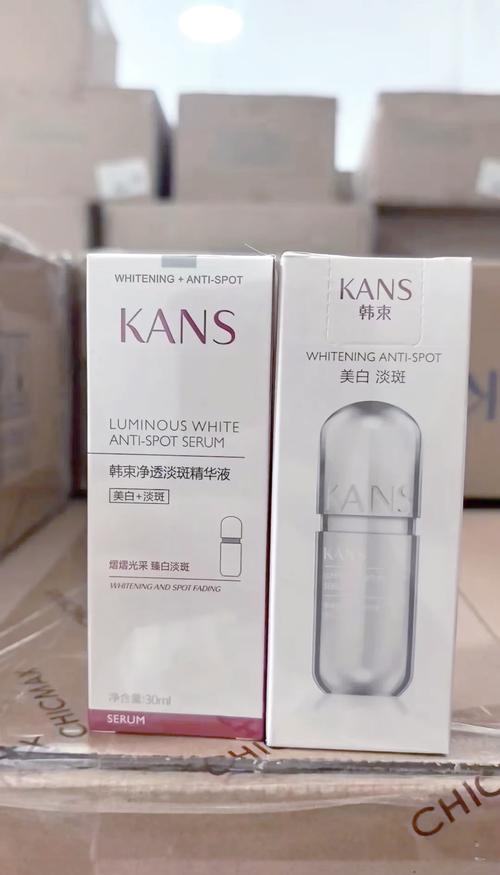 WHITENING + ANTI-SPOT
KANS
LUMINOUS WHITE
ANTI-SPOT SERUM
韩束净透淡斑精华液
美白+淡斑
熠熠光采 臻白淡斑
WHITENING AND SPOT FADING
净含量:30ml
SERUM
KANS
韩束
WHITENING ANTI-SPOT
美白 淡斑
KANS
KANS
CHICMAX
CHIC